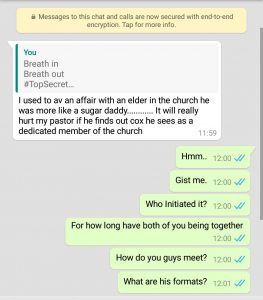 Messages to this chat and calls are now secured with end-to-end
encryption. Tap for more info.
You
Breath in
Breath out
#TopSecret...
I used to av an affair with an elder in the church he
was more like a sugar daddy............ It will really
hurt my pastor if he finds out cox he sees as a
dedicated member of the church
11:59
Hmm..
12:00
Gist me.
12:00
Who Initiated it?
12:00
For how long have both of you being together
12:00
How do you guys meet?
12:00
What are his formats?
12:01